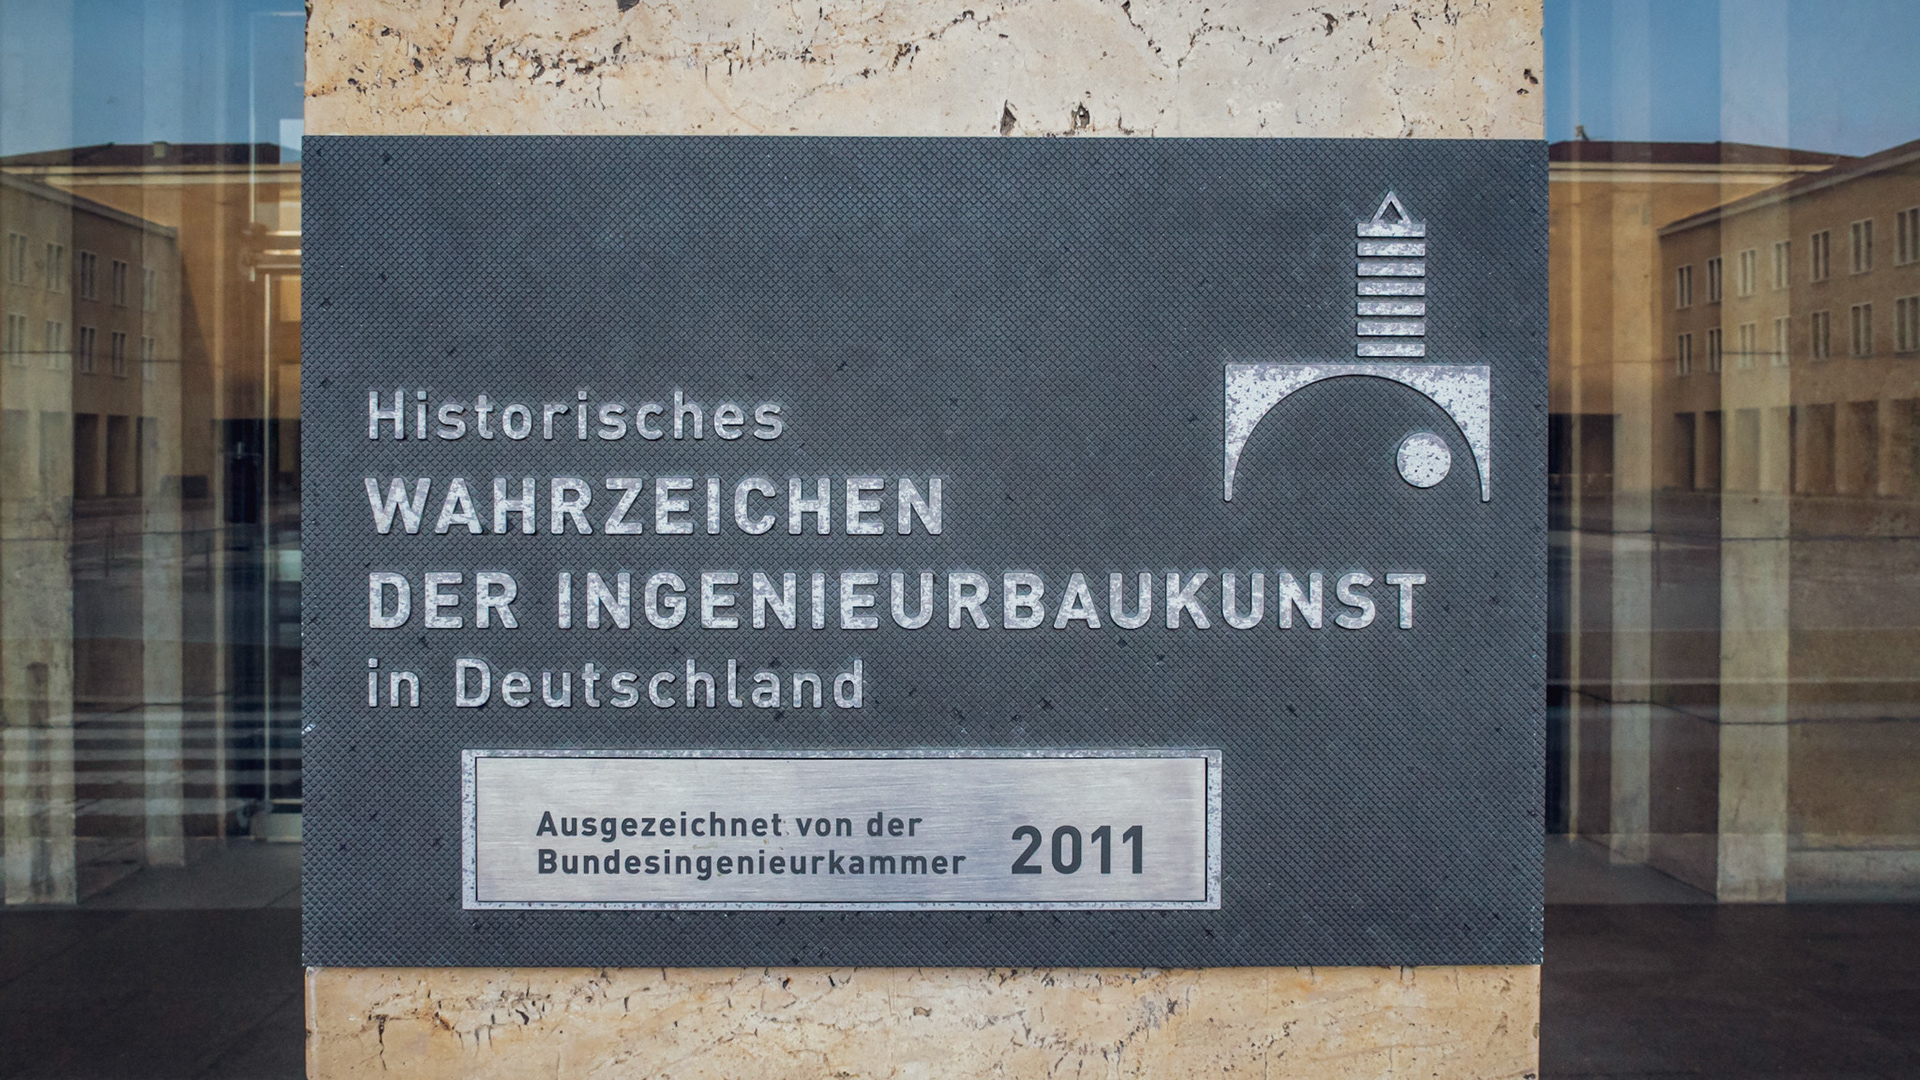 Historisches
WAHRZEICHEN
DER INGENIEURBAUKUNST
in Deutschland
Ausgezeichnet von der
Bundesingenieurkammer
2011